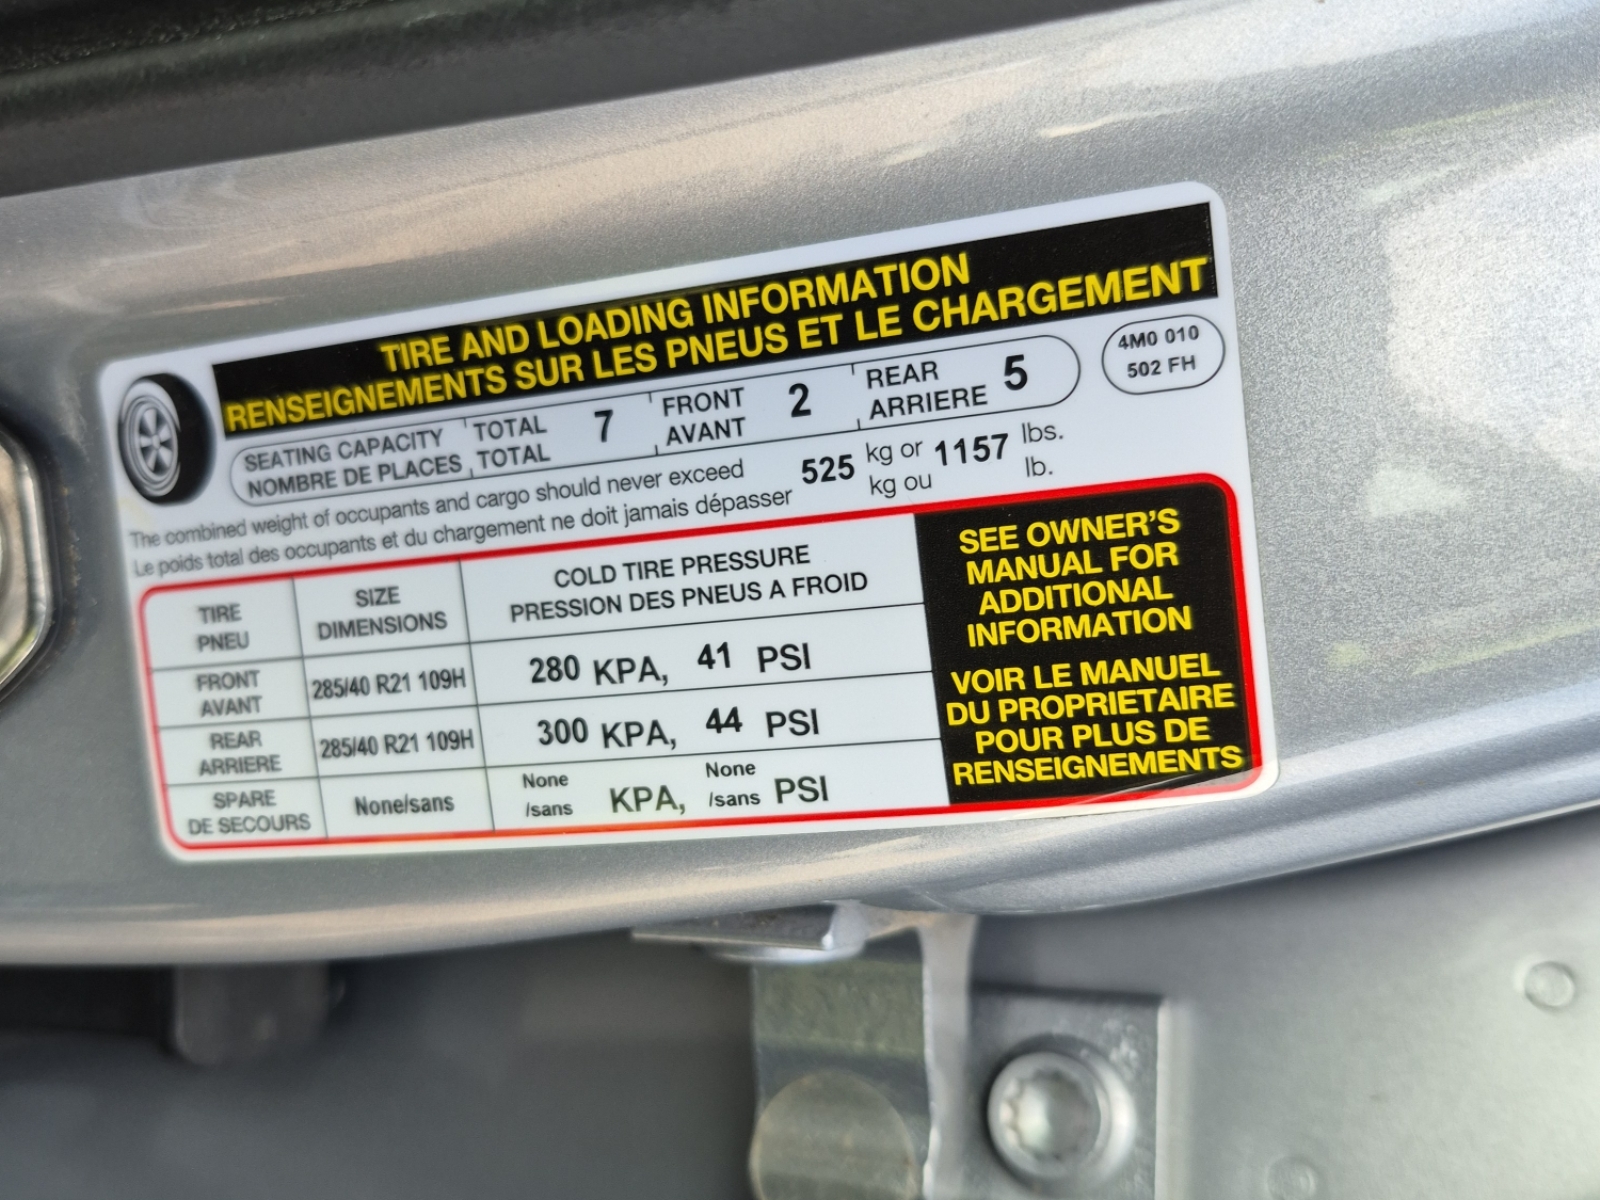 TIRE AND LOADING INFORMATION
RENSEIGNEMENTS SUR LES PNEUS ET LE CHARGEMENT
SEATING CAPACITY TOTAL 7 FRONT 2 REAR 5
NOMBRE DE PLACES TOTAL AVANT ARRIERE
4M0 010
502 FH
The combined weight of occupants and cargo should never exceed 525 kg or 1157 lbs.
Le poids total des occupants et du chargement ne doit jamais dépasser kg ou lb.
TIRE SIZE COLD TIRE PRESSURE
PNEU DIMENSIONS PRESSION DES PNEUS A FROID
FRONT 285/40 R21 109H 280 KPA, 41 PSI
AVANT
REAR 285/40 R21 109H 300 KPA, 44 PSI
ARRIERE
SPARE None/sans None KPA, None PSI
DE SECOURS /sans /sans
SEE OWNER'S
MANUAL FOR
ADDITIONAL
INFORMATION
VOIR LE MANUEL
DU PROPRIETAIRE
POUR PLUS DE
RENSEIGNEMENTS